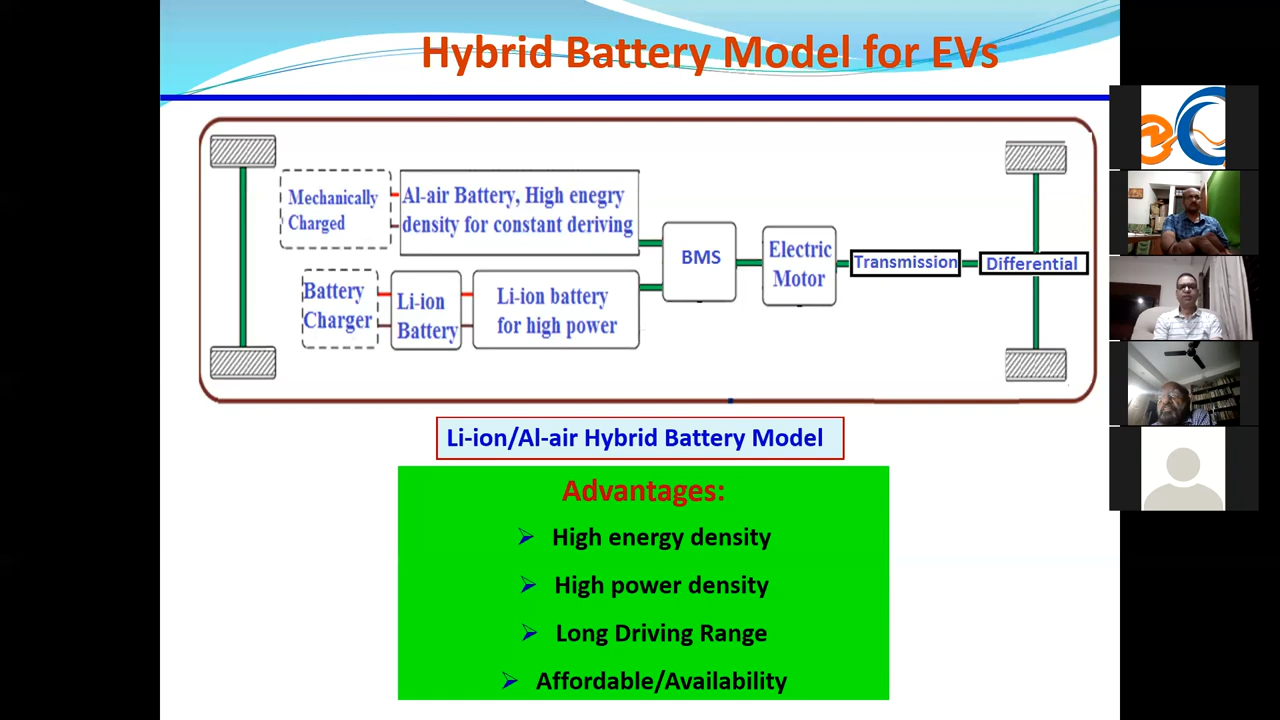 Hybrid Battery Model for EVs
Mechanically
Charged
Al-air Battery, High enegry
density for constant deriving
Battery
Charger
Li-ion
Battery
Li-ion battery
for high power
BMS
Electric
Motor
Transmission
Differential
Li-ion/Al-air Hybrid Battery Model
Advantages:
High energy density
High power density
Long Driving Range
Affordable/Availability